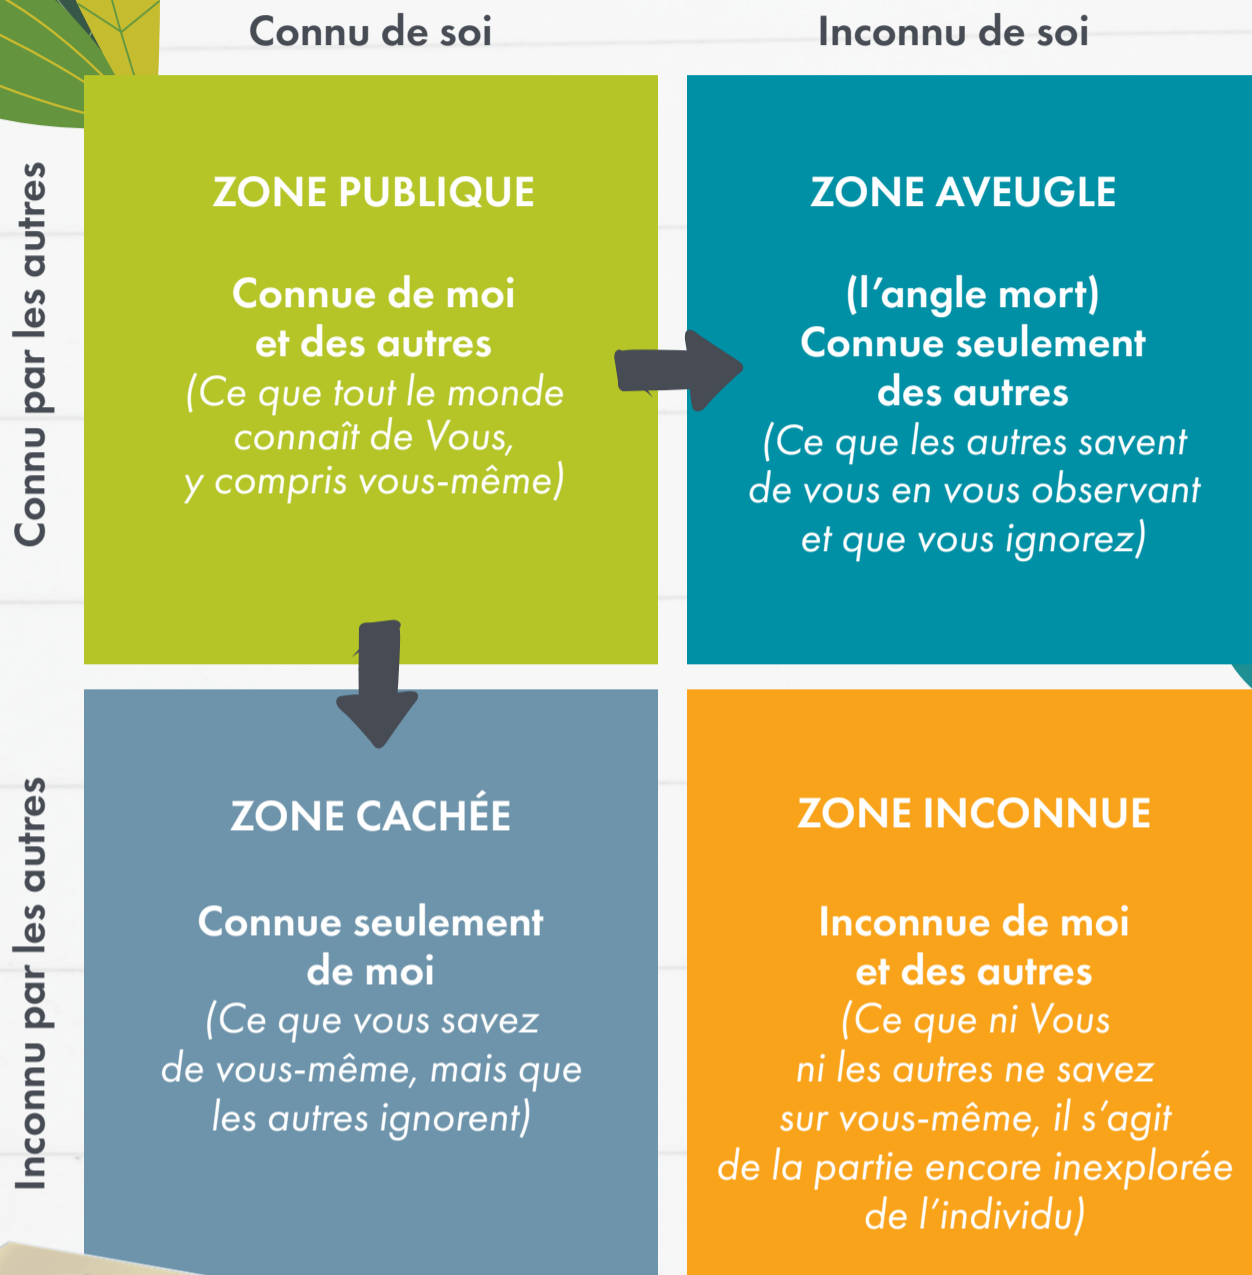 Connu de soi
Inconnu de soi
Connu par les autres
ZONE PUBLIQUE
Connue de moi
et des autres
(Ce que tout le monde
connaît de Vous,
y compris vous-même)
ZONE AVEUGLE
(l’angle mort)
Connue seulement
des autres
(Ce que les autres savent
de vous en vous observant
et que vous ignorez)
Inconnu par les autres
ZONE CACHÉE
Connue seulement
de moi
(Ce que vous savez
de vous-même, mais que
les autres ignorent)
ZONE INCONNUE
Inconnue de moi
et des autres
(Ce que ni Vous
ni les autres ne savez
sur vous-même, il s’agit
de la partie encore inexplorée
de l’individu)